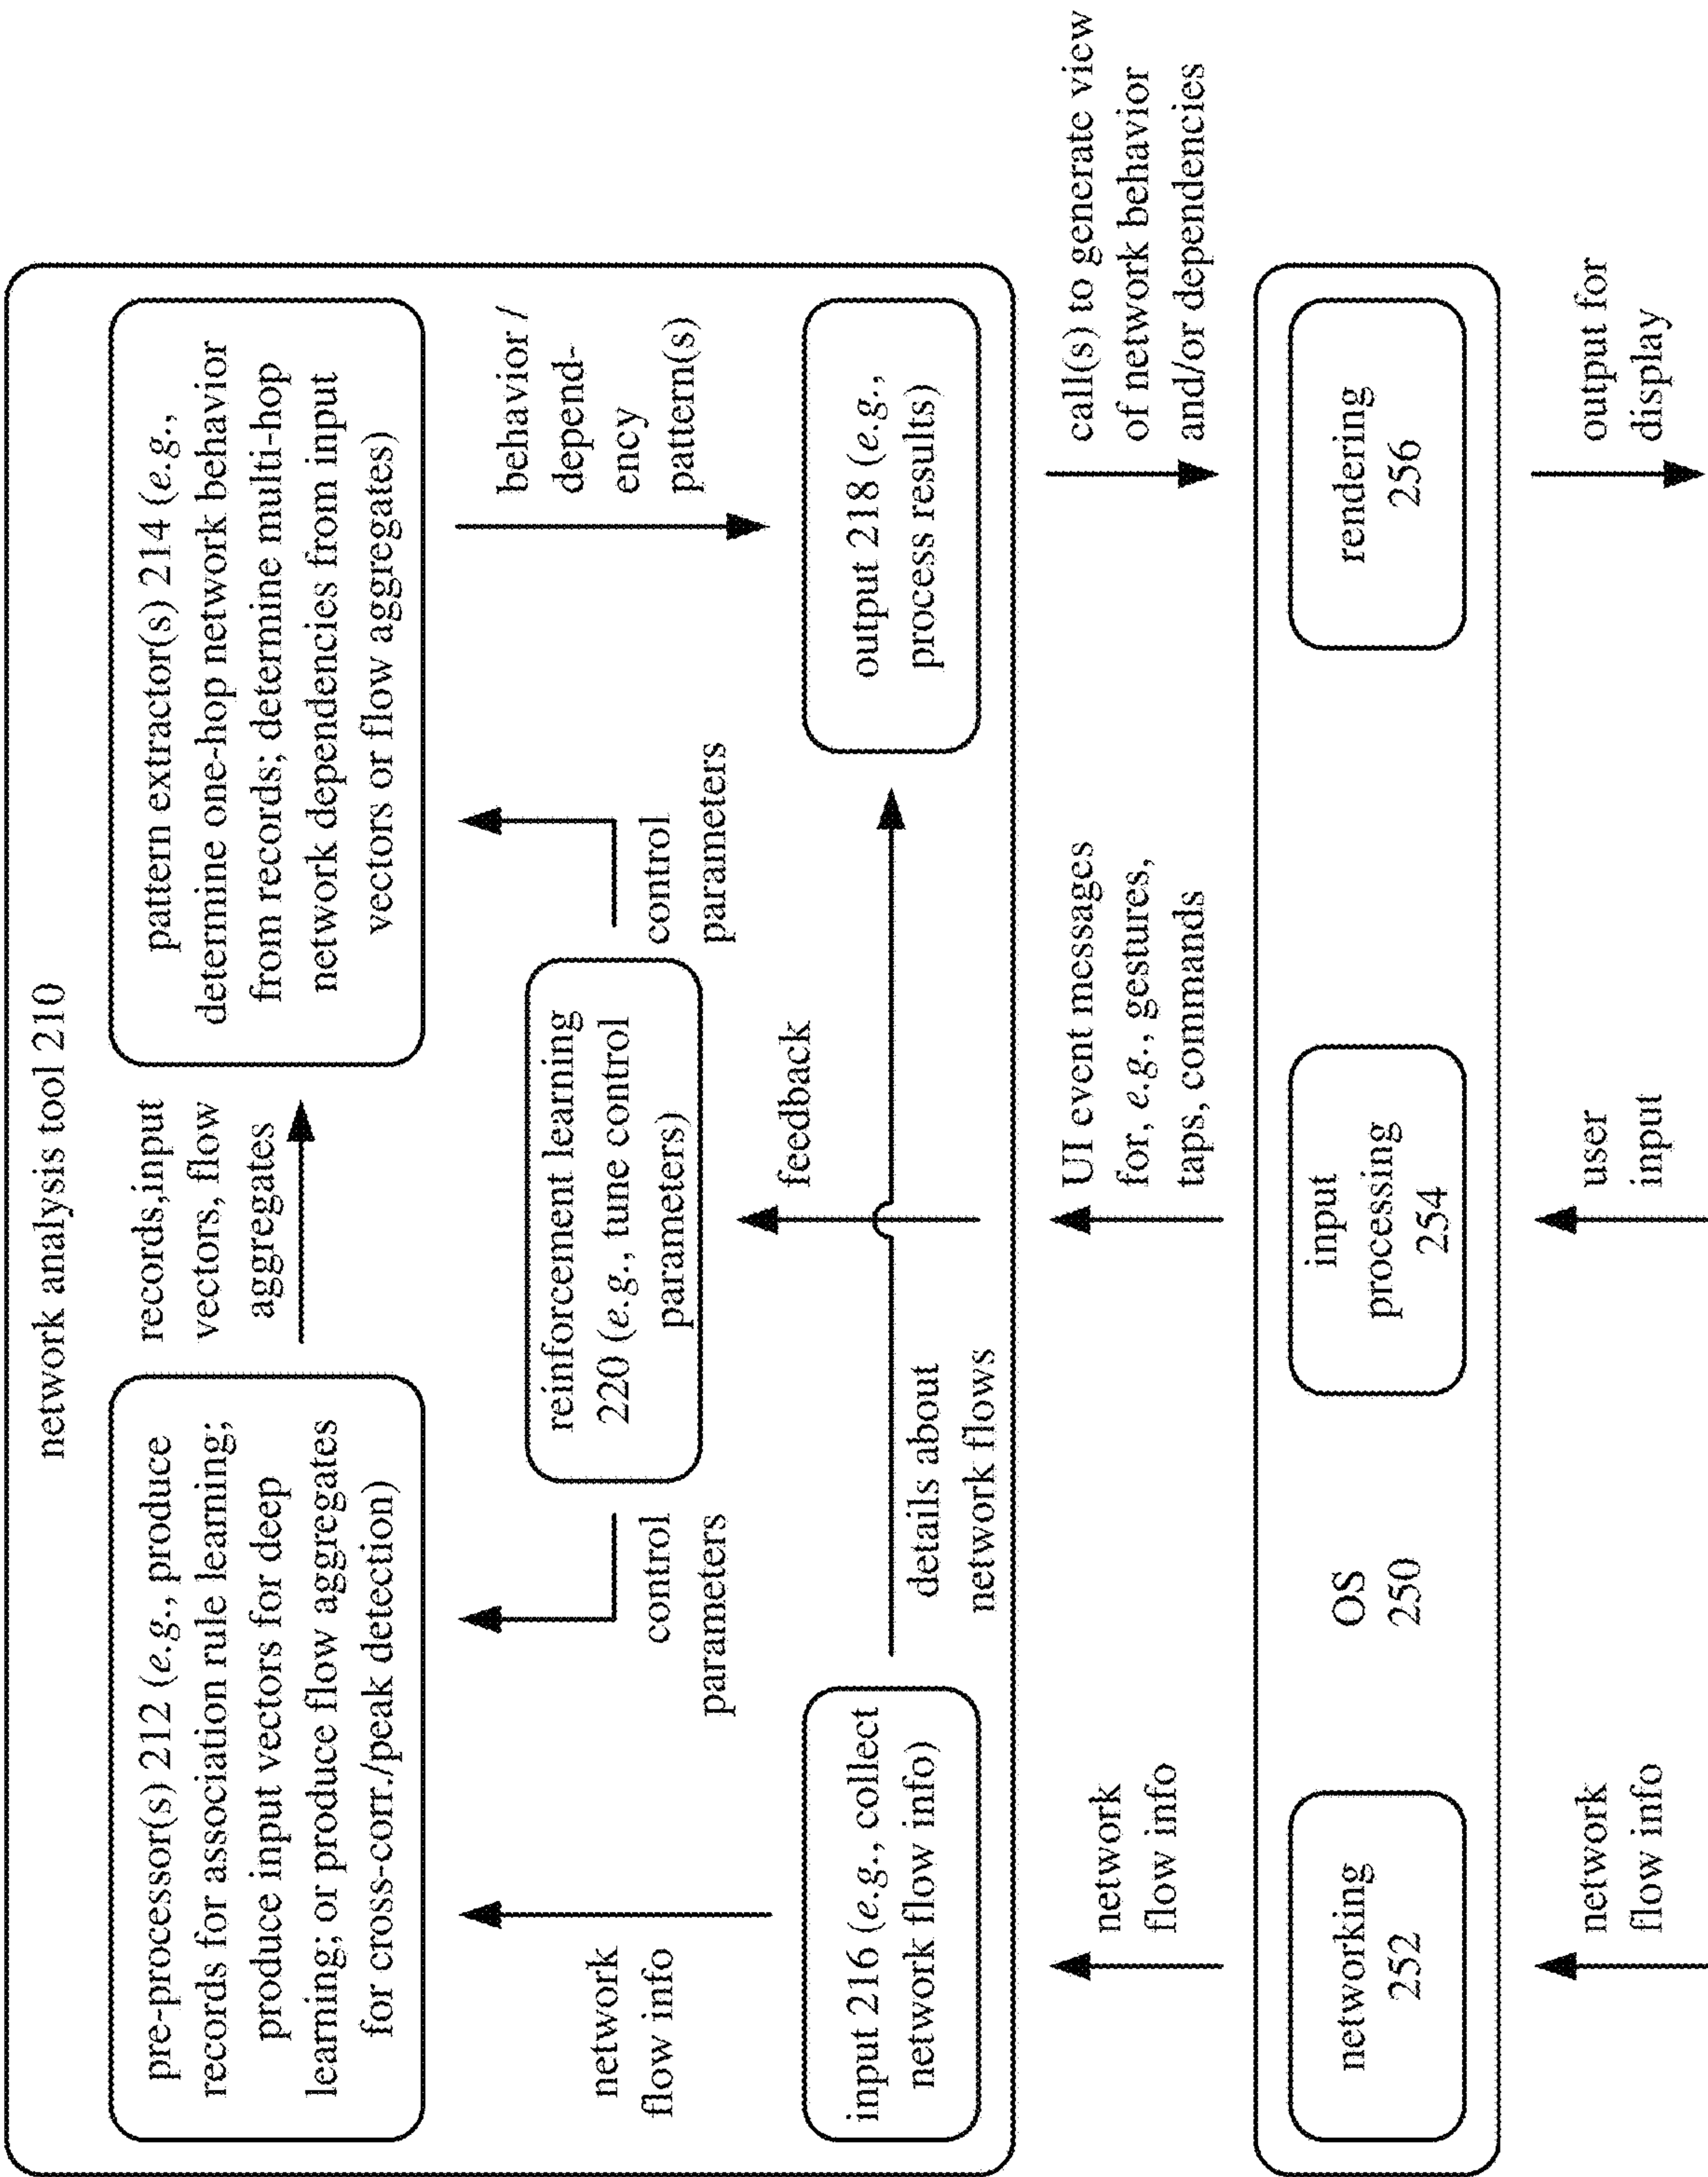 network analysis tool 210
pre-processor(s) 212 (e.g., produce
records for association rule learning;
produce input vectors for deep
learning; or produce flow aggregates
for cross-corr./peak detection)
records,input
vectors, flow
aggregates
pattern extractor(s) 214 (e.g.,
determine one-hop network behavior
from records; determine multi-hop
network dependencies from input
vectors or flow aggregates)
network
flow info
control
parameters
reinforcement learning
220 (e.g., tune control
parameters)
control
parameters
behavior /
depend-
ency
pattern(s)
input 216 (e.g., collect
network flow info)
details about
network flows
feedback
output 218 (e.g.,
process results)
network
flow info
UI event messages
for, e.g., gestures,
taps, commands
call(s) to generate view
of network behavior
and/or dependencies
networking
252
OS
250
input
processing
254
rendering
256
network
flow info
user
input
output for
display